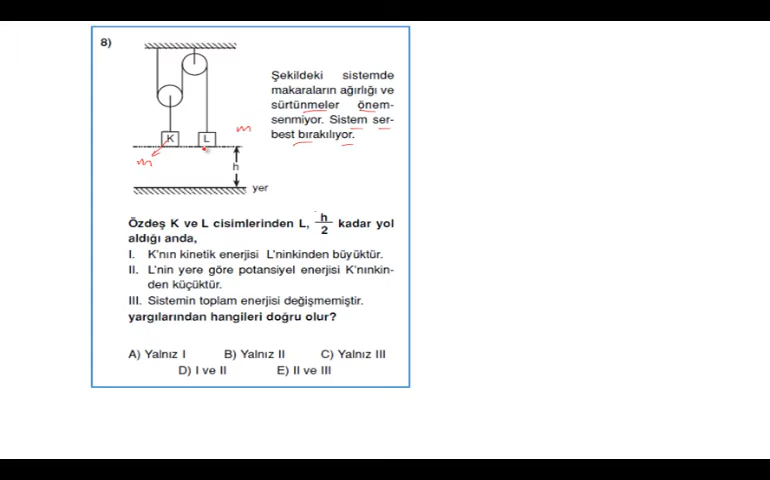 8)
K
L
m
m
h
yer
Şekildeki sistemde
makaraların ağırlığı ve
sürtünmeler önem-
senmiyor. Sistem ser-
best bırakılıyor.
Özdeş K ve L cisimlerinden L, h/2 kadar yol
aldığı anda,
I. K'nın kinetik enerjisi L'ninkinden büyüktür.
II. L'nin yere göre potansiyel enerjisi K'nınkin-
den küçüktür.
III. Sistemin toplam enerjisi değişmemiştir.
yargılarından hangileri doğru olur?
A) Yalnız I B) Yalnız II C) Yalnız III
D) I ve II E) II ve III